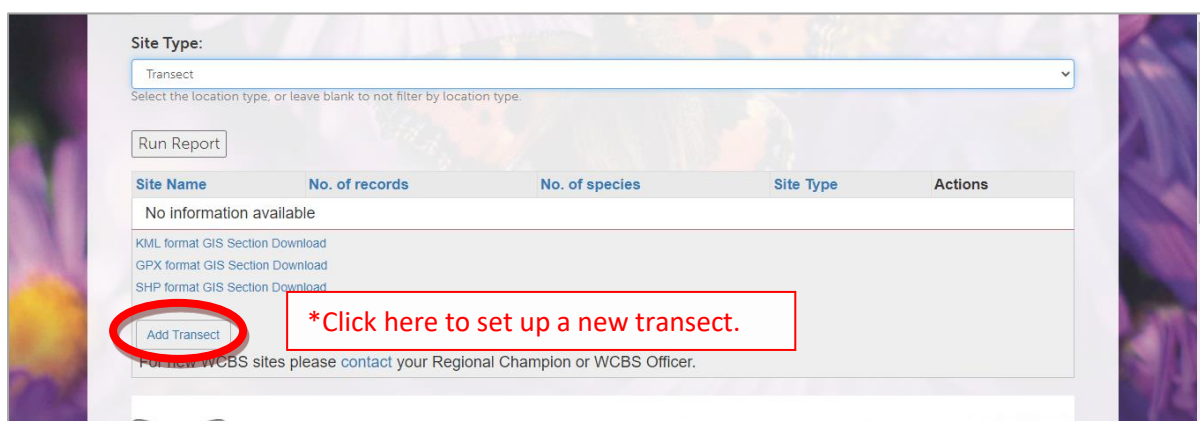 Site Type:
Transect
Select the location type, or leave blank to not filter by location type.
Run Report
Site Name No. of records No. of species Site Type Actions
No information available
KML format GIS Section Download
GPX format GIS Section Download
SHP format GIS Section Download
*Click here to set up a new transect.
Add Transect
For new WCBS sites please contact your Regional Champion or WCBS Officer.